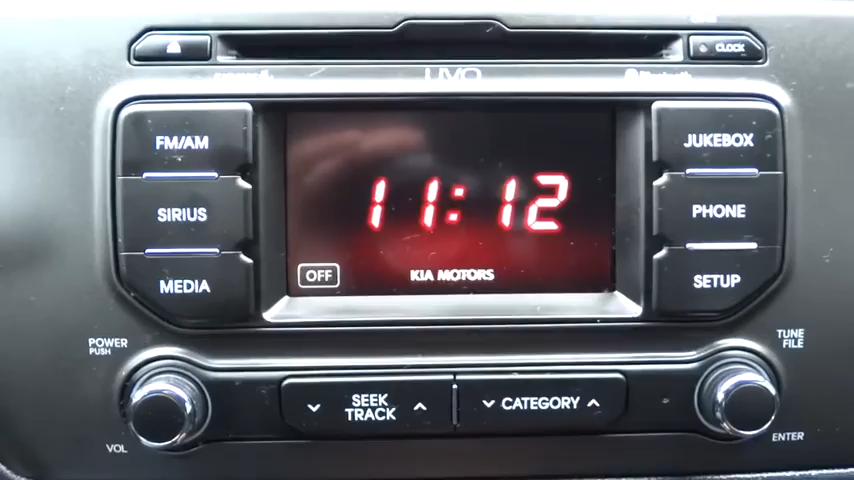 CLOCK
UVO
Bluetooth
FM/AM
JUKEBOX
11:12
SIRIUS
PHONE
OFF
KIA MOTORS
MEDIA
SETUP
POWER
PUSH
TUNE
FILE
SEEK
TRACK
CATEGORY
VOL
ENTER